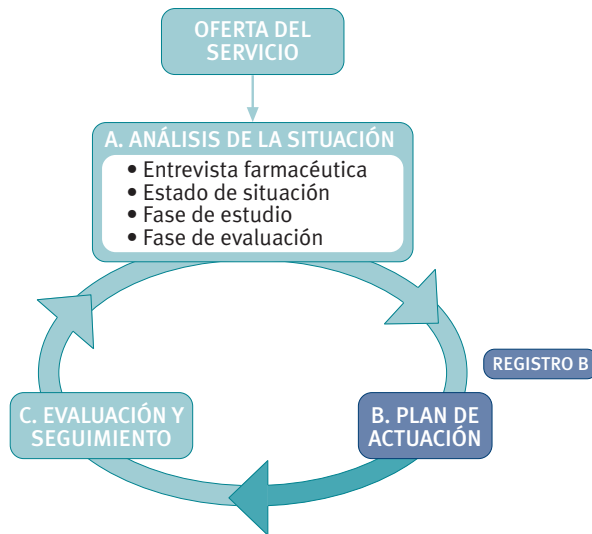 OFERTA DEL
SERVICIO
A. ANÁLISIS DE LA SITUACIÓN
• Entrevista farmacéutica
• Estado de situación
• Fase de estudio
• Fase de evaluación
REGISTRO B
C. EVALUACIÓN Y
SEGUIMIENTO
B. PLAN DE
ACTUACIÓN